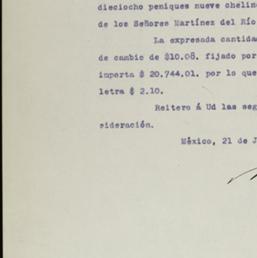 dieciocho peniques nueve cheline
de los Señores Martínez del Río
La expresada cantidad
de cambio de $10.08. fijado por
importa $ 20.744.01. por lo que
letra $ 2.10.
Reitero á Ud las seg
sideración.
México, 21 de J